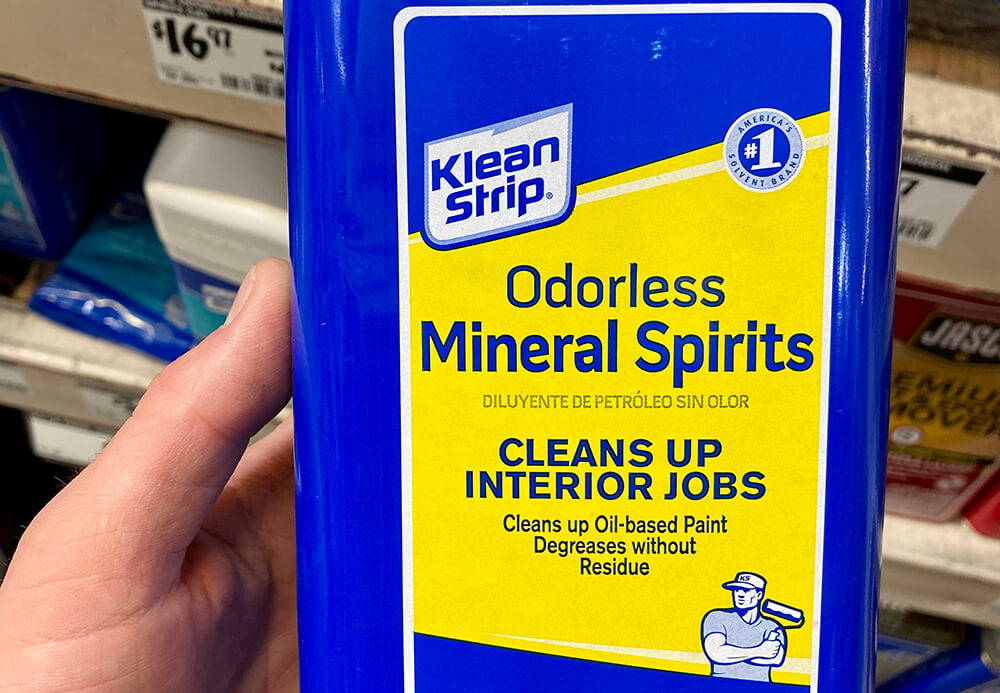 $16 97
Klean
Strip®
AMERICA'S
#1
SOLVENT BRAND
Odorless
Mineral Spirits
DILUYENTE DE PETRÓLEO SIN OLOR
CLEANS UP
INTERIOR JOBS
Cleans up Oil-based Paint
Degreases without
Residue
KS
JASC